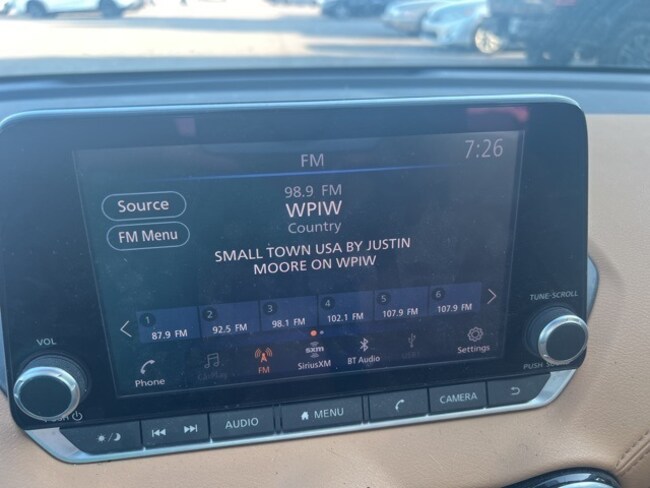 FM
7:26
98.9 FM
WPIW
Country
Source
FM Menu
SMALL TOWN USA BY JUSTIN
MOORE ON WPIW
1
87.9 FM
2
92.5 FM
3
98.1 FM
4
102.1 FM
5
107.9 FM
6
107.9 FM
Phone
FM
sxm
SiriusXM
BT Audio
Settings
VOL
TUNE·SCROLL
AUDIO
MENU
CAMERA